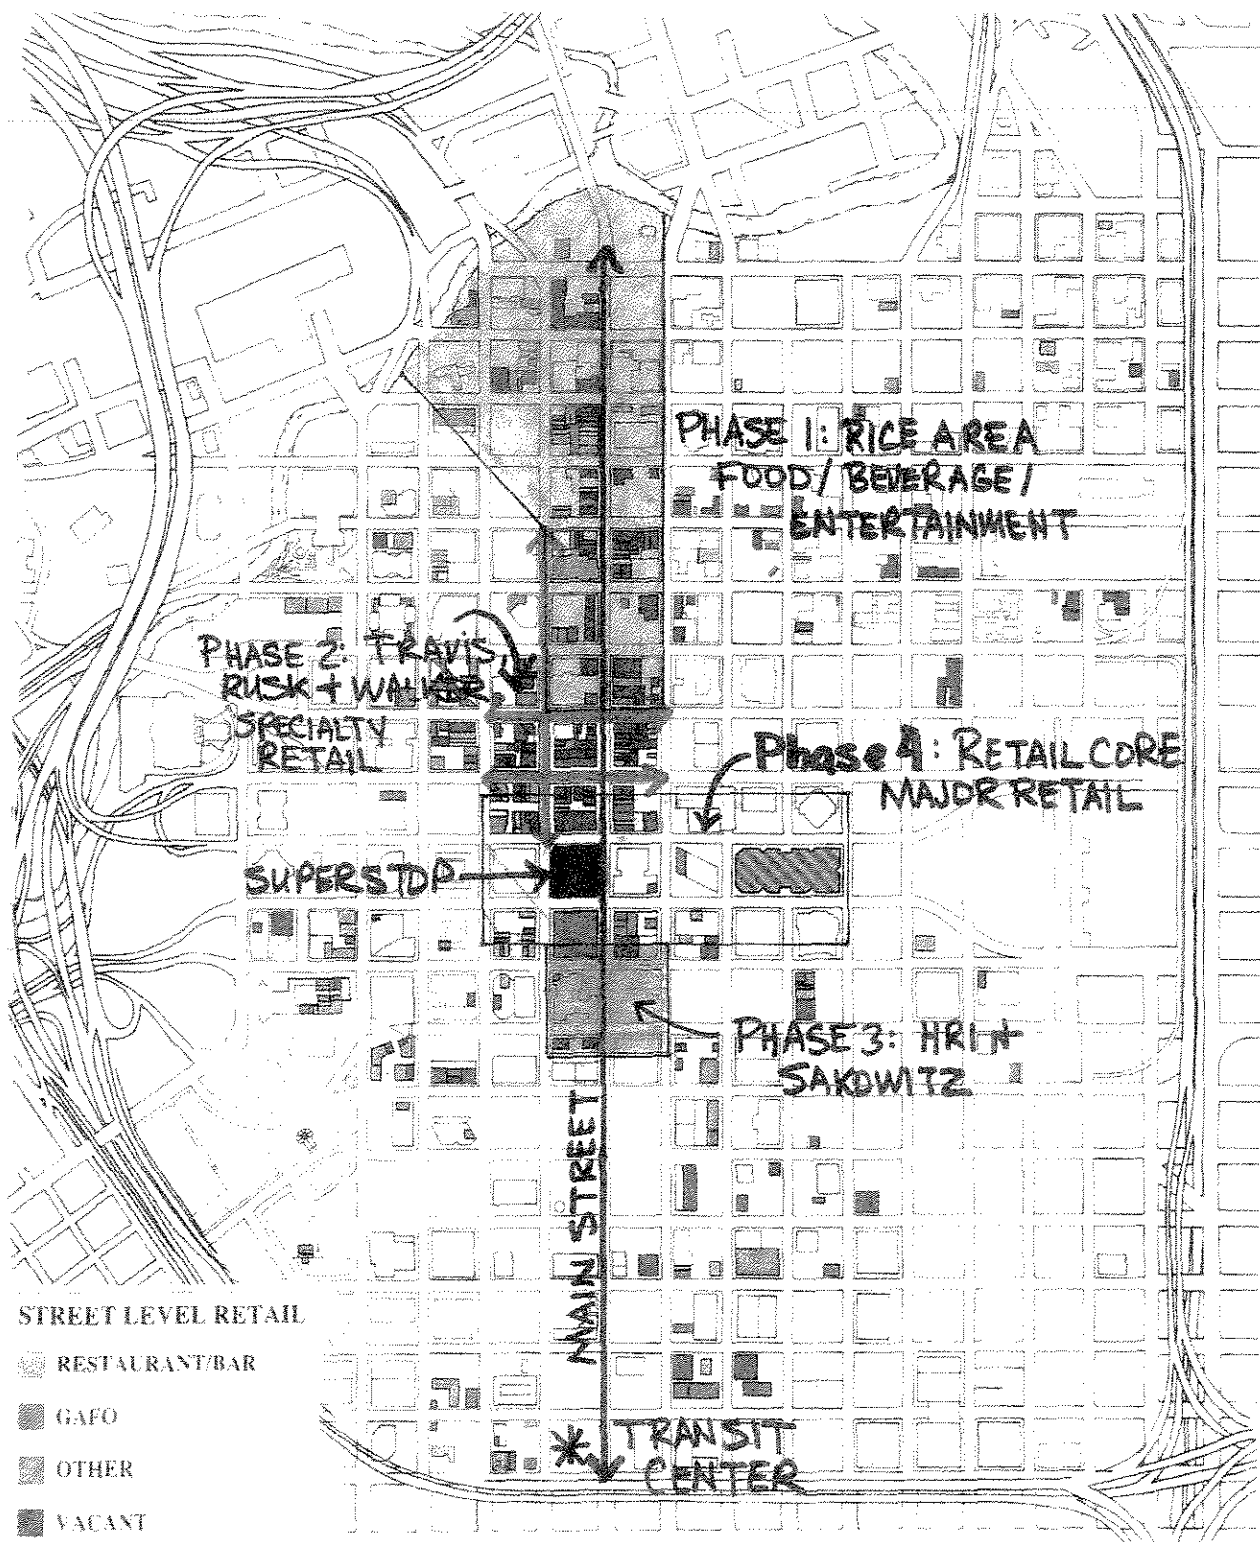 PHASE 1: RICE AREA
FOOD/BEVERAGE/
ENTERTAINMENT
PHASE 2: TRAVIS,
RUSK + WALKER
SPECIALTY
RETAIL
Phase 4: RETAIL CORE
MAJOR RETAIL
SUPERSTOP
PHASE 3: HRI +
SAKOWITZ
MAIN STREET
STREET LEVEL RETAIL
RESTAURANT/BAR
GAFO
OTHER
VACANT
* TRANSIT
CENTER